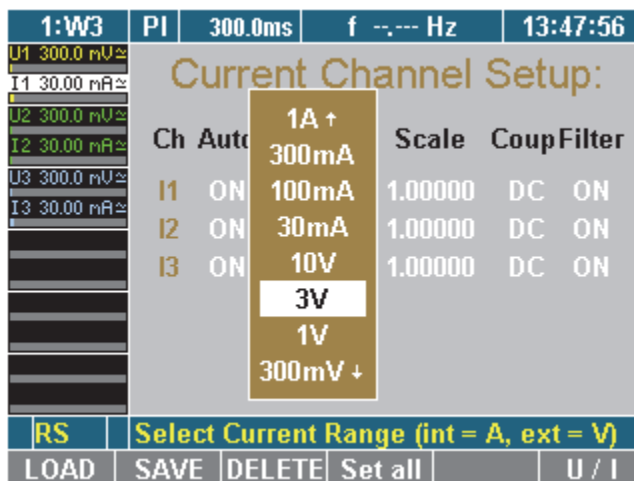 1:W3 PI 300.0ms f --.--- Hz 13:47:56
U1 300.0 mV≃
I1 30.00 mA≃
U2 300.0 mV≃
I2 30.00 mA≃
U3 300.0 mV≃
I3 30.00 mA≃
Current Channel Setup:
Ch Auto Scale Coup Filter
I1 ON 1.00000 DC ON
I2 ON 1.00000 DC ON
I3 ON 1.00000 DC ON
1A ↑
300mA
100mA
30mA
10V
3V
1V
300mV ↓
RS Select Current Range (int = A, ext = V)
LOAD SAVE DELETE Set all U / I